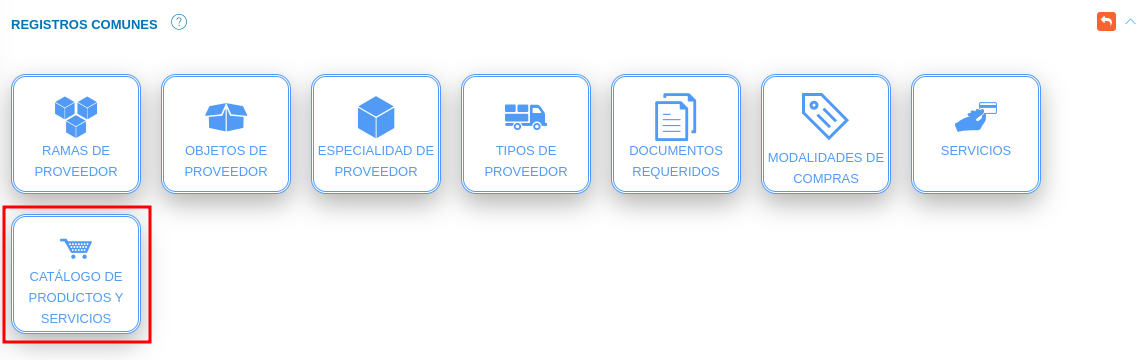 REGISTROS COMUNES ?
RAMAS DE
PROVEEDOR
OBJETOS DE
PROVEEDOR
ESPECIALIDAD DE
PROVEEDOR
TIPOS DE
PROVEEDOR
DOCUMENTOS
REQUERIDOS
MODALIDADES DE
COMPRAS
SERVICIOS
CATÁLOGO DE
PRODUCTOS Y
SERVICIOS